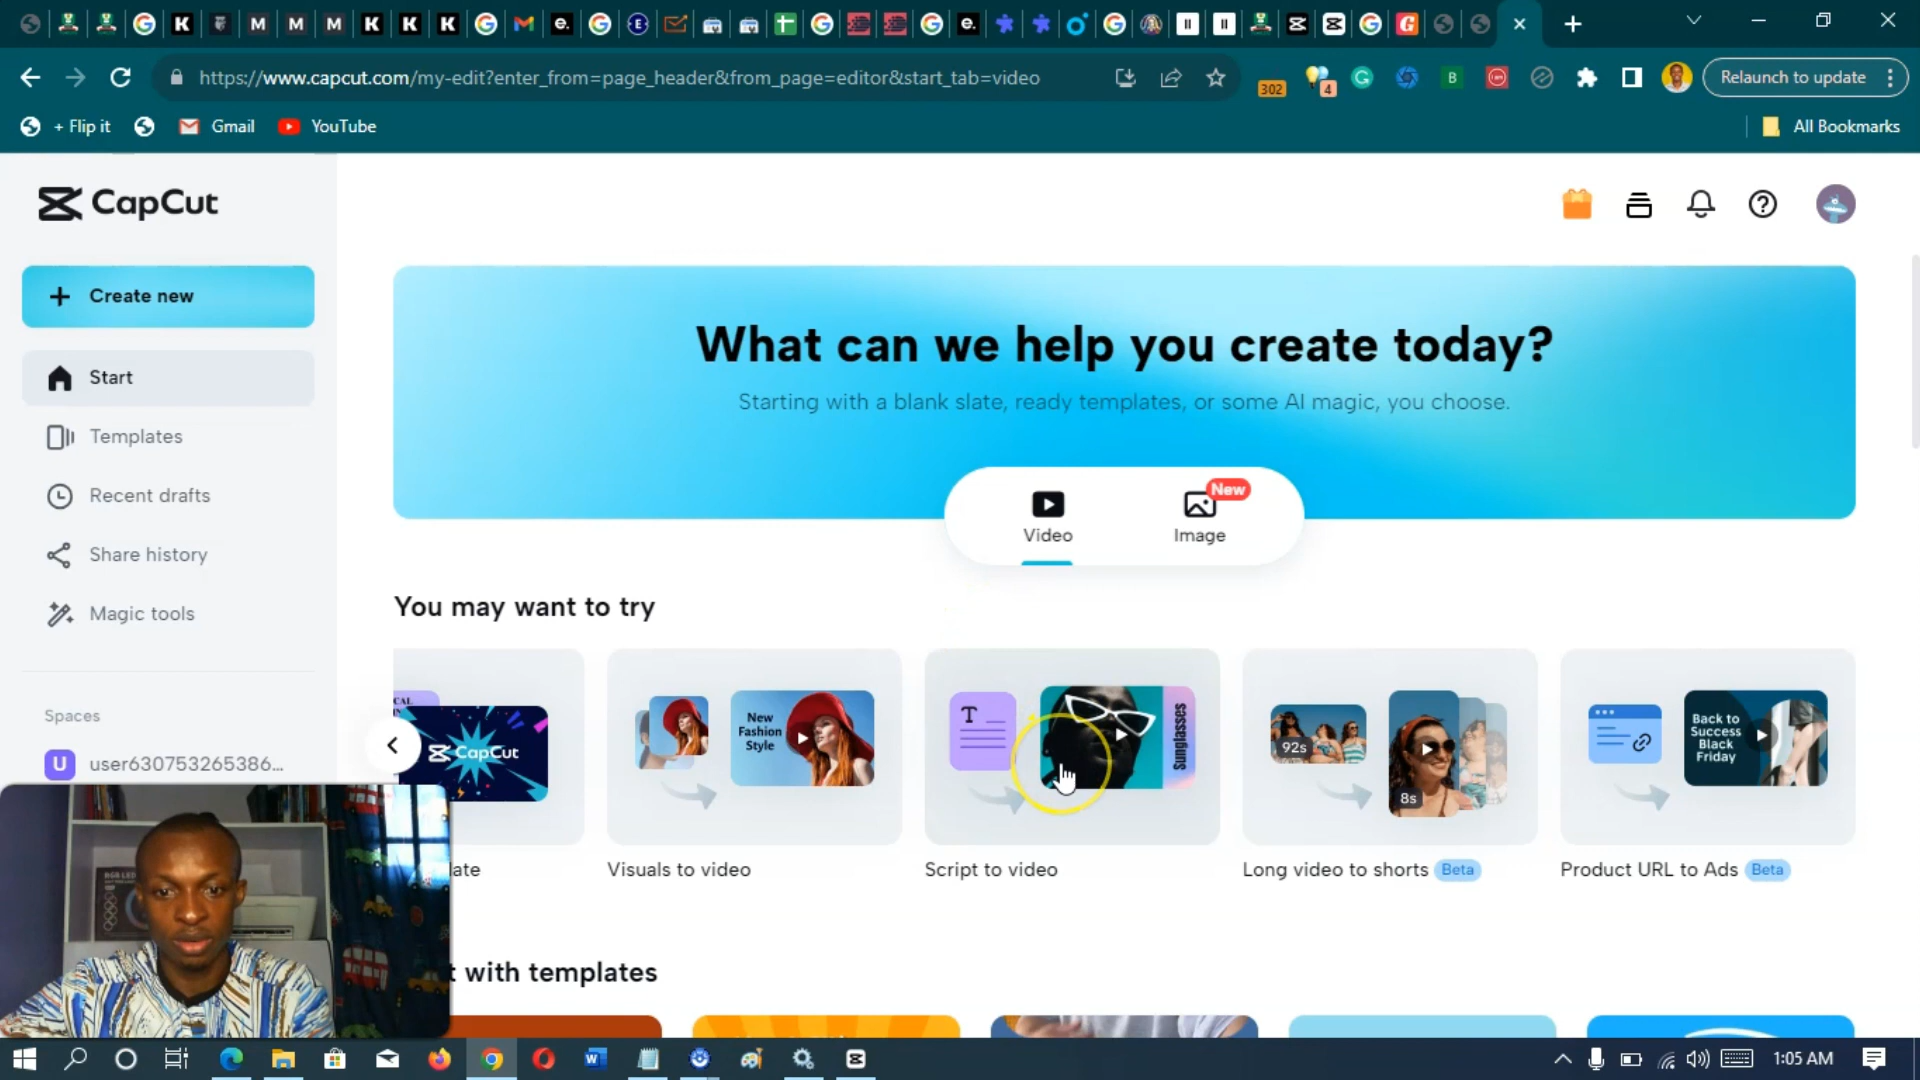 https://www.capcut.com/my-edit?enter_from=page_header&from_page=editor&start_tab=video
302
4
Relaunch to update
+ Flip it
Gmail
YouTube
All Bookmarks
CapCut
Create new
Start
Templates
Recent drafts
Share history
Magic tools
Spaces
U user630753265386...
What can we help you create today?
Starting with a blank slate, ready templates, or some AI magic, you choose.
Video
Image
New
You may want to try
CapCut
New
Fashion
Style
T
Sunglasses
92s
8s
Back to
Success
Black
Friday
late
Visuals to video
Script to video
Long video to shorts Beta
Product URL to Ads Beta
t with templates
1:05 AM